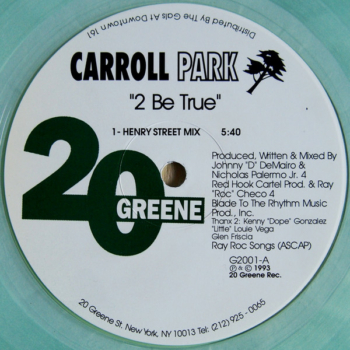 Distributed By The Gals At Downtown 161
CARROLL PARK
"2 Be True"
1- HENRY STREET MIX 5:40
20
GREENE
Produced, Written & Mixed By
Johnny "D" DeMairo &
Nicholas Palermo Jr. 4
Red Hook Cartel Prod. & Ray
"Roc" Checo 4
Blade To The Rhythm Music
Prod., Inc.
Thanx 2: Kenny "Dope" Gonzalez
"Little" Louie Vega
Glen Friscia
Ray Roc Songs (ASCAP)
G2001-A
℗ & © 1993
20 Greene Rec.
20 Greene St. New York, NY 10013 Tel: (212) 925 - 0065